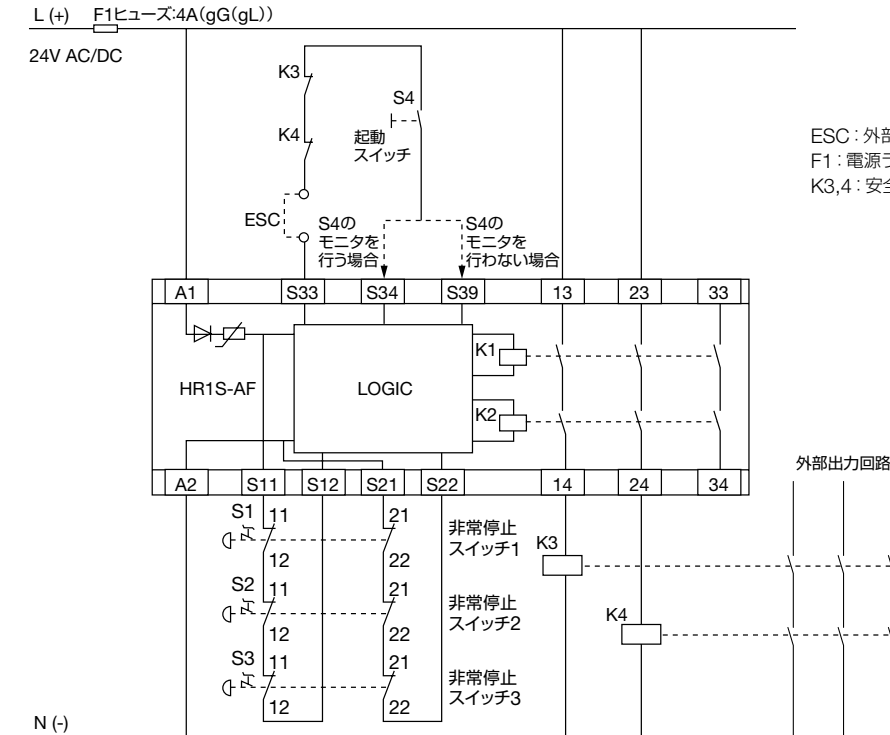 L (+) F1ヒューズ:4A(gG(gL))
24V AC/DC
K3
S4
K4
起動
スイッチ
ESC
S4の
モニタを
行う場合
S4の
モニタを
行わない場合
ESC：外部
F1：電源
K3,4：安全
A1 S33 S34 S39 13 23 33
K1
HR1S-AF
LOGIC
K2
外部出力回路
A2 S11 S12 S21 S22 14 24 34
S1 11 21
非常停止
スイッチ1
12 22
K3
S2 11 21
非常停止
スイッチ2
12 22
K4
S3 11 21
非常停止
スイッチ3
12 22
N (-)